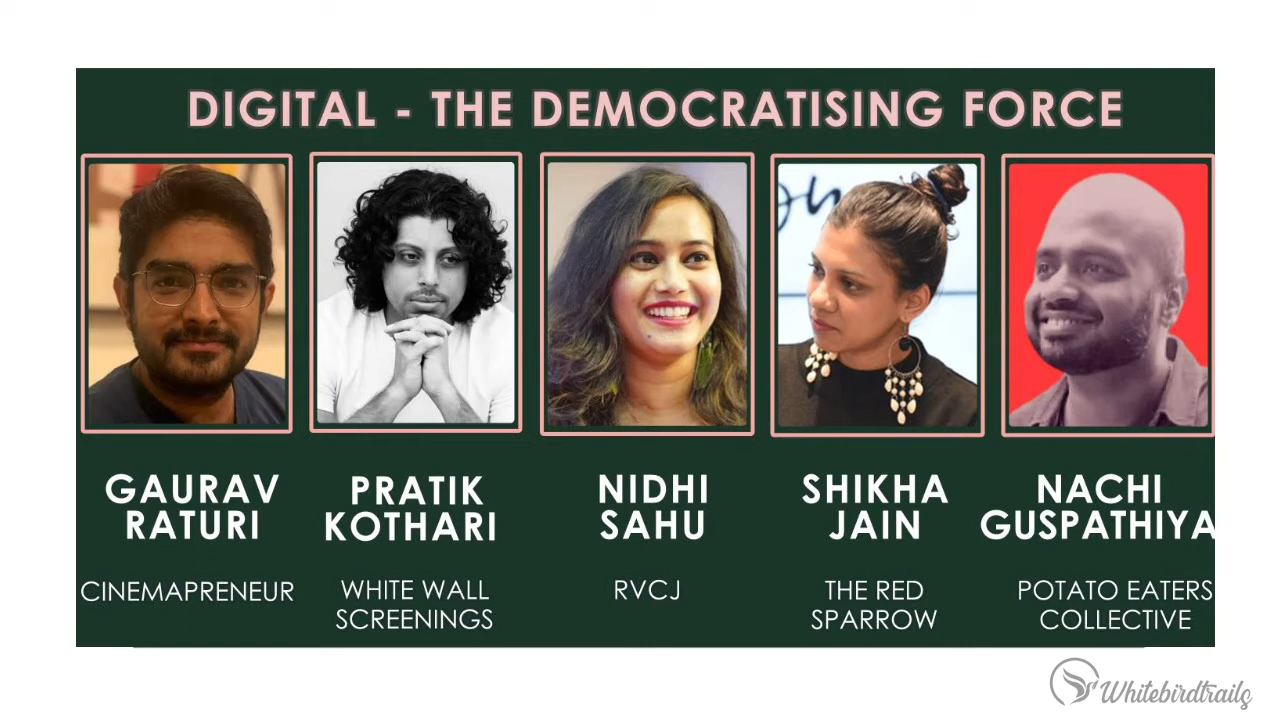 DIGITAL - THE DEMOCRATISING FORCE
GAURAV
RATURI
CINEMAPRENEUR
PRATIK
KOTHARI
WHITE WALL
SCREENINGS
NIDHI
SAHU
RVCJ
SHIKHA
JAIN
THE RED
SPARROW
NACHI
GUSPATHIYA
POTATO EATERS
COLLECTIVE
Whitebirdtrails